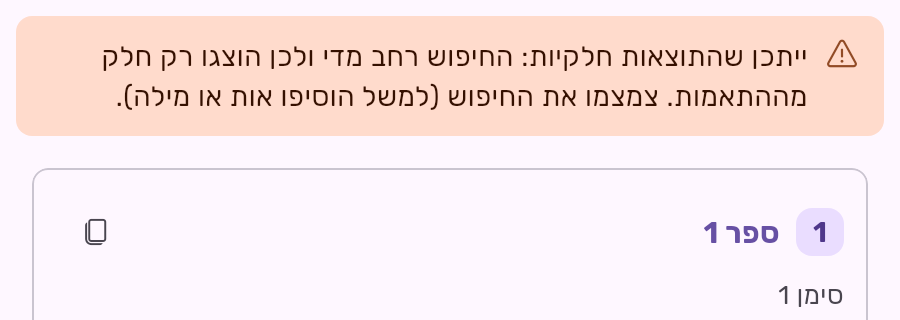 ייתכן שהתוצאות חלקיות: החיפוש רחב מדי ולכן הוצגו רק חלק
מההתאמות. צמצמו את החיפוש (למשל הוסיפו אות או מילה).
1 ספר 1
סימן 1